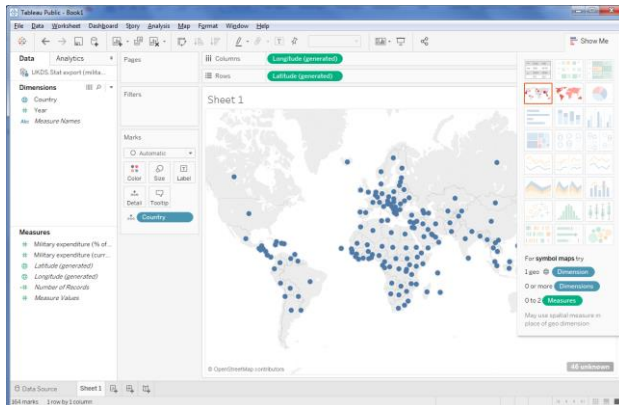 Tableau Public - Book1
File Data Worksheet Dashboard Story Analysis Map Format Window Help
Show Me
Data Analytics
Pages
Columns Longitude (generated)
Rows Latitude (generated)
UKDS.Stat export (milita...
Dimensions
Country
Year
Abc Measure Names
Filters
Sheet 1
Marks
Automatic
Color Size Label
Detail Tooltip
Country
Measures
Military expenditure (% of...
Military expenditure (curr...
Latitude (generated)
Longitude (generated)
Number of Records
Measure Values
For symbol maps try
1 geo Dimension
0 or more Dimensions
0 to 2 Measures
May use spatial measure in
place of geo dimension
© OpenStreetMap contributors
46 unknown
Data Source Sheet 1
164 marks 1 row by 1 column